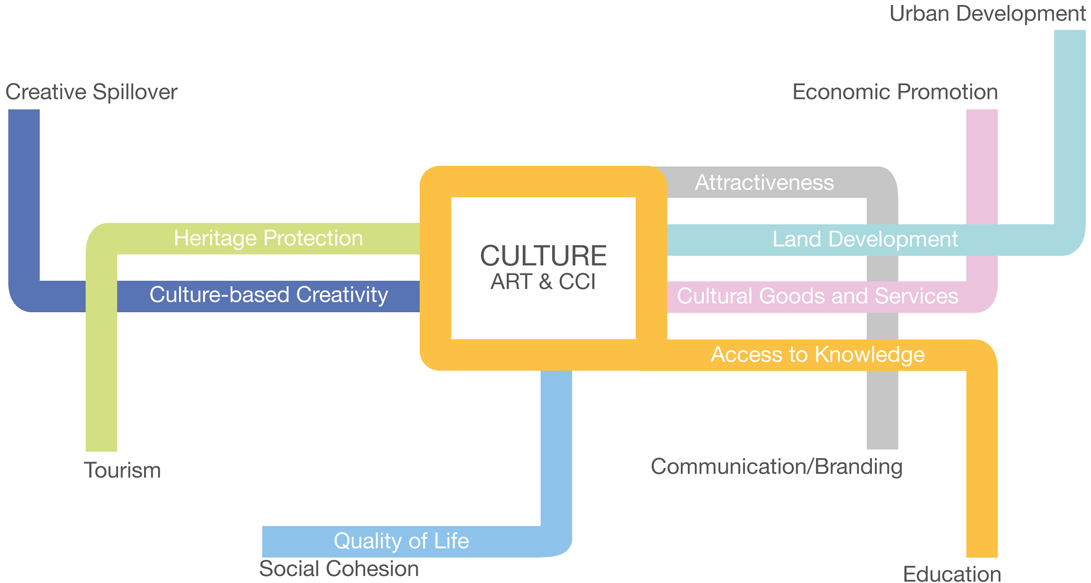 Urban Development
Creative Spillover
Economic Promotion
Attractiveness
Heritage Protection
Land Development
CULTURE
ART & CCI
Culture-based Creativity
Cultural Goods and Services
Access to Knowledge
Tourism
Communication/Branding
Quality of Life
Social Cohesion
Education